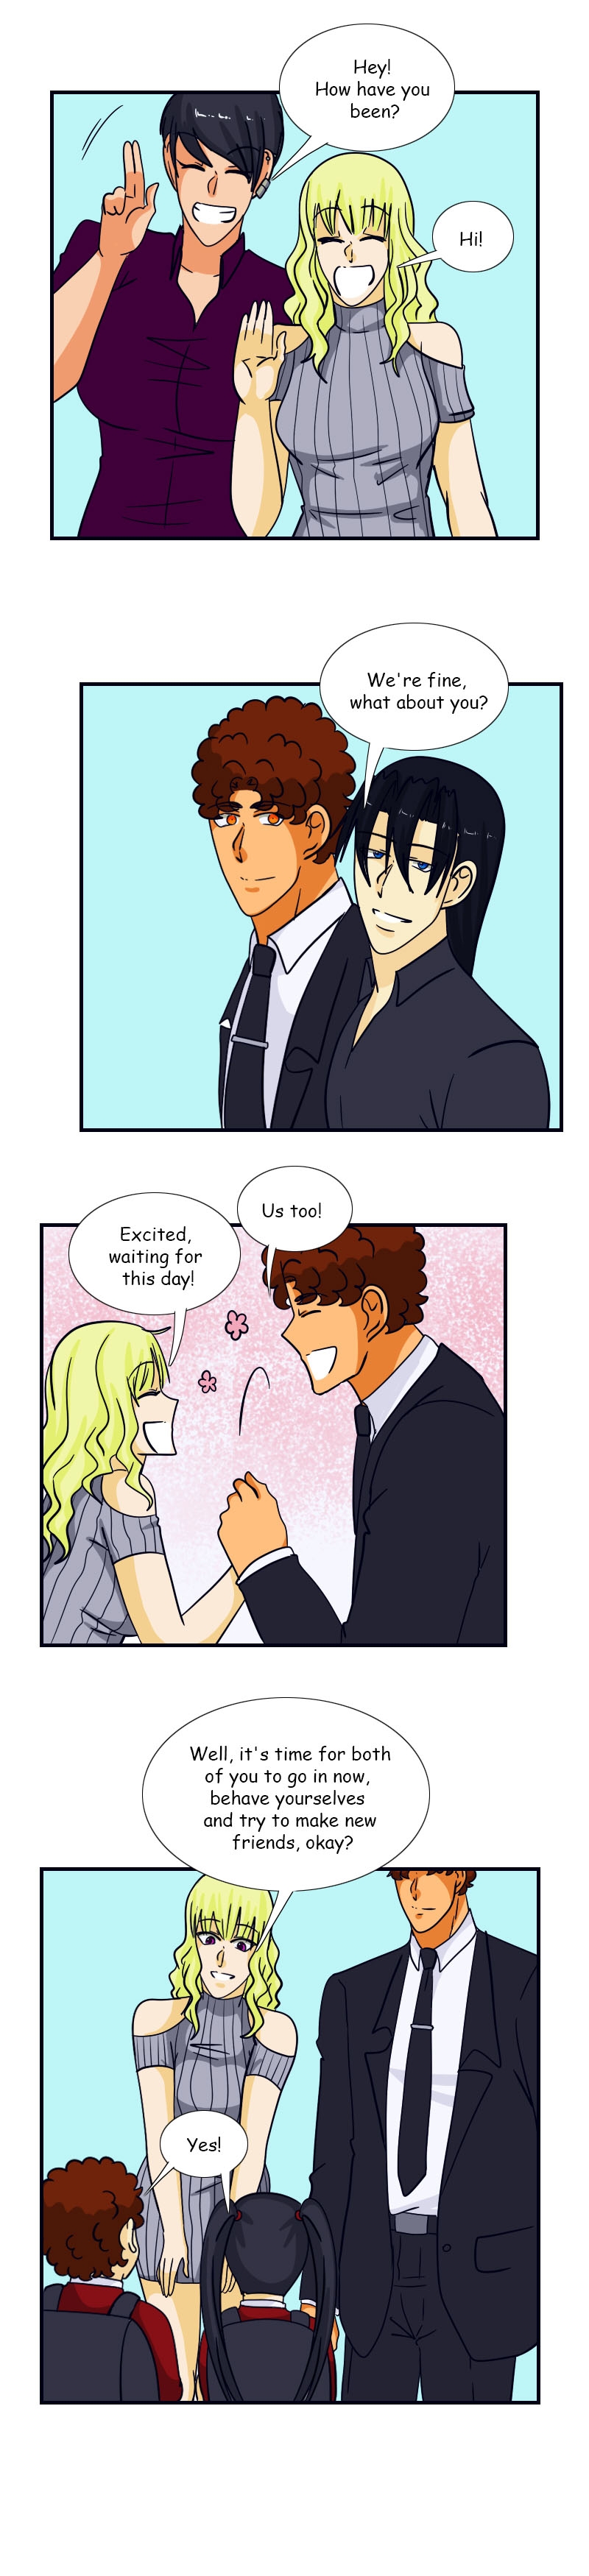 Hey!
How have you
been?
Hi!
We're fine,
what about you?
Us too!
Excited,
waiting for
this day!
Well, it's time for both
of you to go in now,
behave yourselves
and try to make new
friends, okay?
Yes!